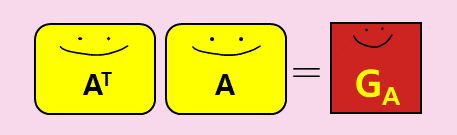 Aᵀ A = G_A